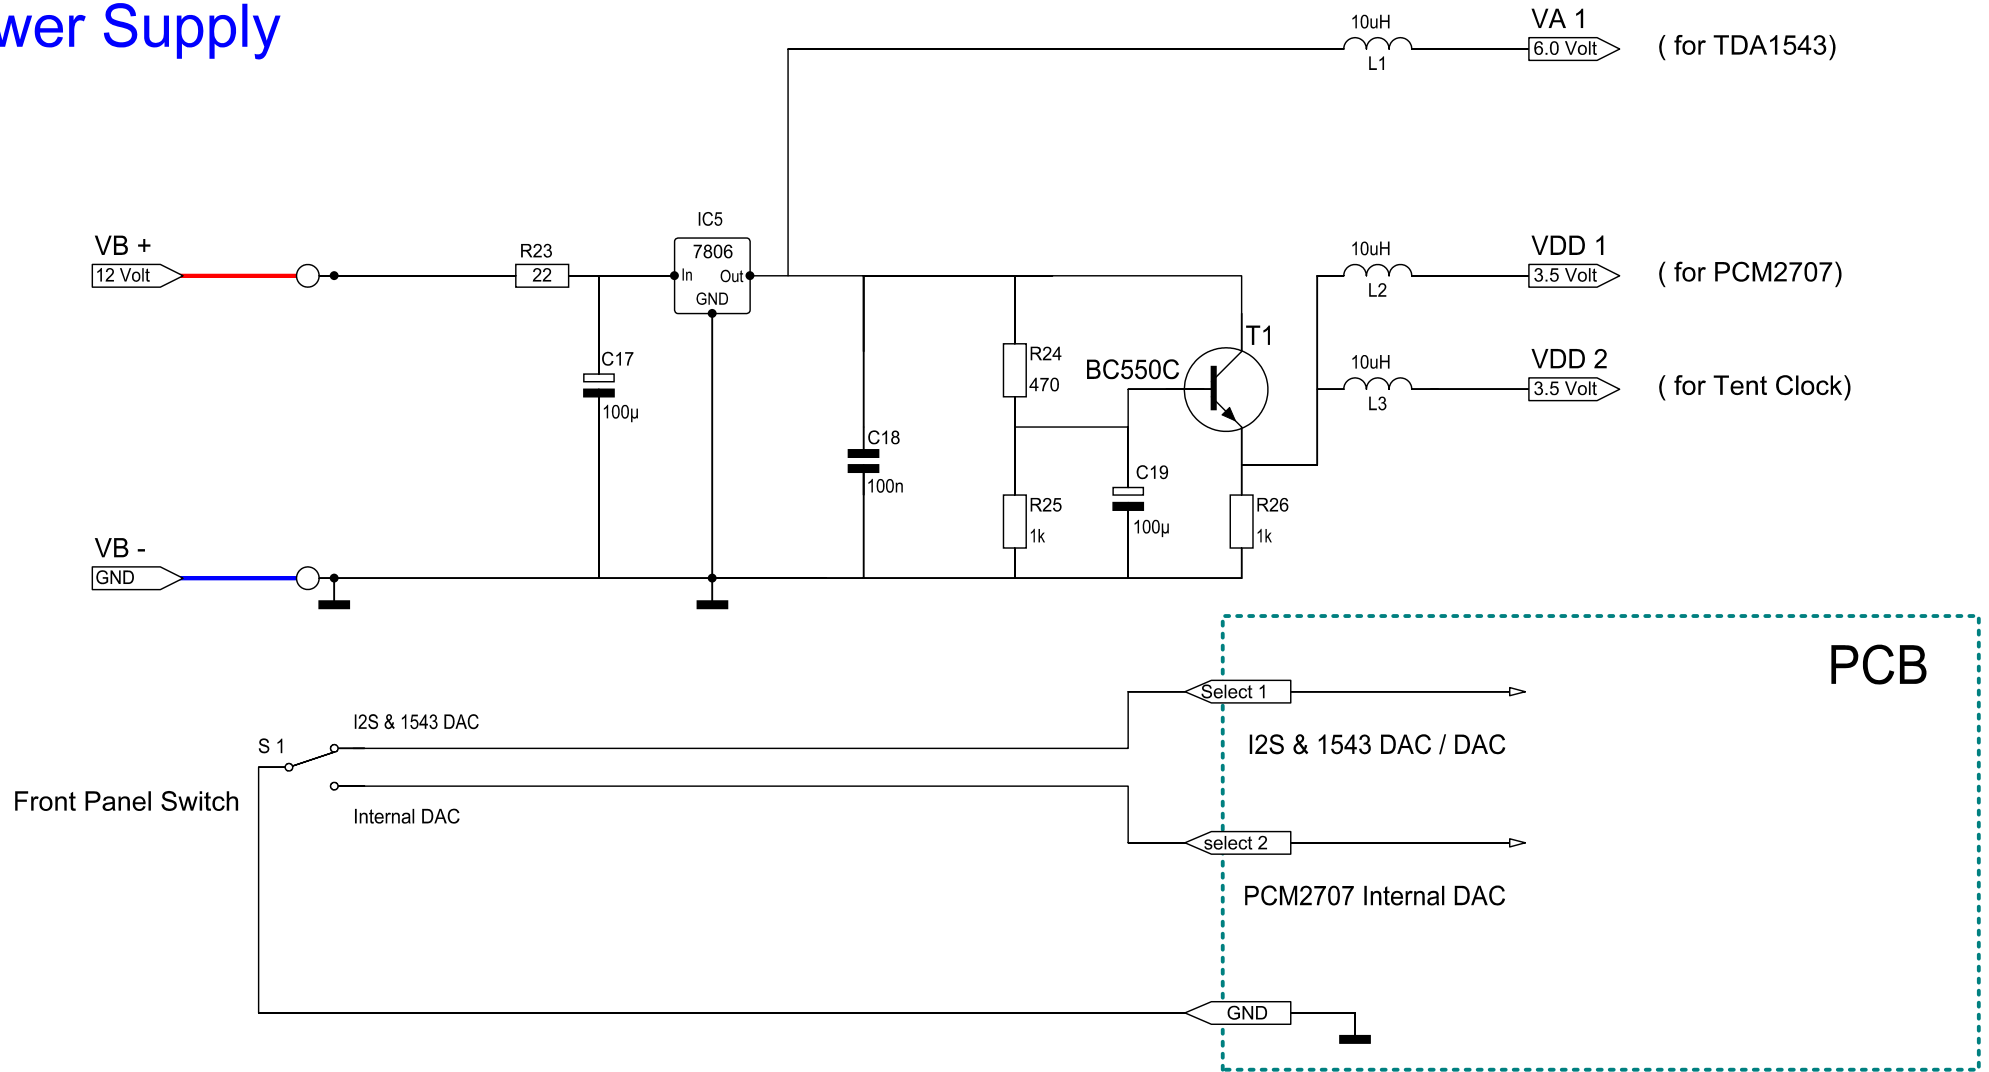 wer Supply
10uH
L1
VA 1
6.0 Volt
( for TDA1543)
VB +
12 Volt
R23
22
IC5
7806
In
Out
GND
C17
100µ
C18
100n
R24
470
R25
1k
BC550C
T1
C19
100µ
R26
1k
10uH
L2
VDD 1
3.5 Volt
( for PCM2707)
10uH
L3
VDD 2
3.5 Volt
( for Tent Clock)
VB -
GND
PCB
Select 1
I2S & 1543 DAC / DAC
I2S & 1543 DAC
S 1
Front Panel Switch
Internal DAC
select 2
PCM2707 Internal DAC
GND